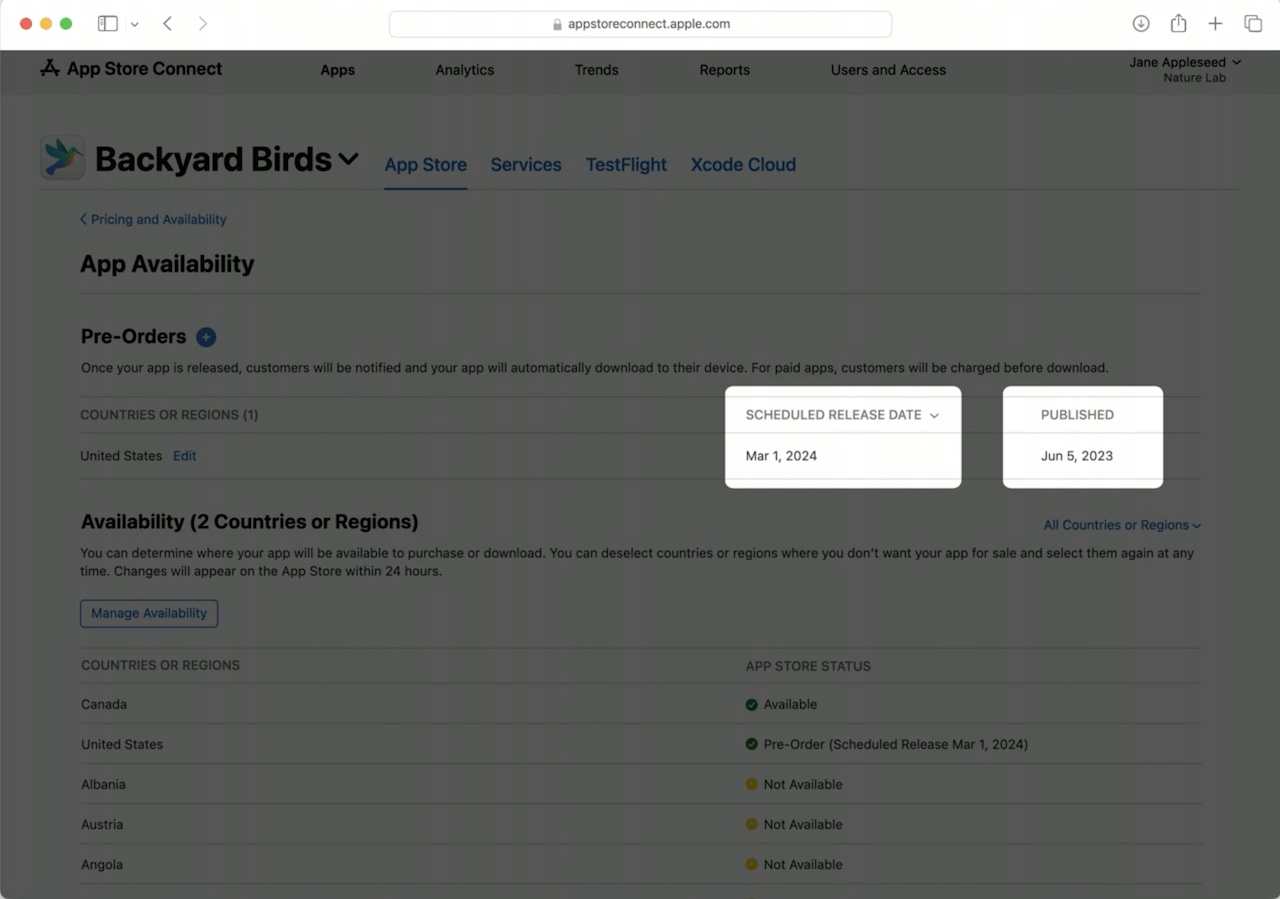 appstoreconnect.apple.com
App Store Connect Apps Analytics Trends Reports Users and Access Jane Appleseed
Nature Lab
Backyard Birds App Store Services TestFlight Xcode Cloud
Pricing and Availability
App Availability
Pre-Orders
Once your app is released, customers will be notified and your app will automatically download to their device. For paid apps, customers will be charged before download.
COUNTRIES OR REGIONS (1) SCHEDULED RELEASE DATE PUBLISHED
United States Edit Mar 1, 2024 Jun 5, 2023
Availability (2 Countries or Regions) All Countries or Regions
You can determine where your app will be available to purchase or download. You can deselect countries or regions where you don't want your app for sale and select them again at any
time. Changes will appear on the App Store within 24 hours.
Manage Availability
COUNTRIES OR REGIONS APP STORE STATUS
Canada Available
United States Pre-Order (Scheduled Release Mar 1, 2024)
Albania Not Available
Austria Not Available
Angola Not Available